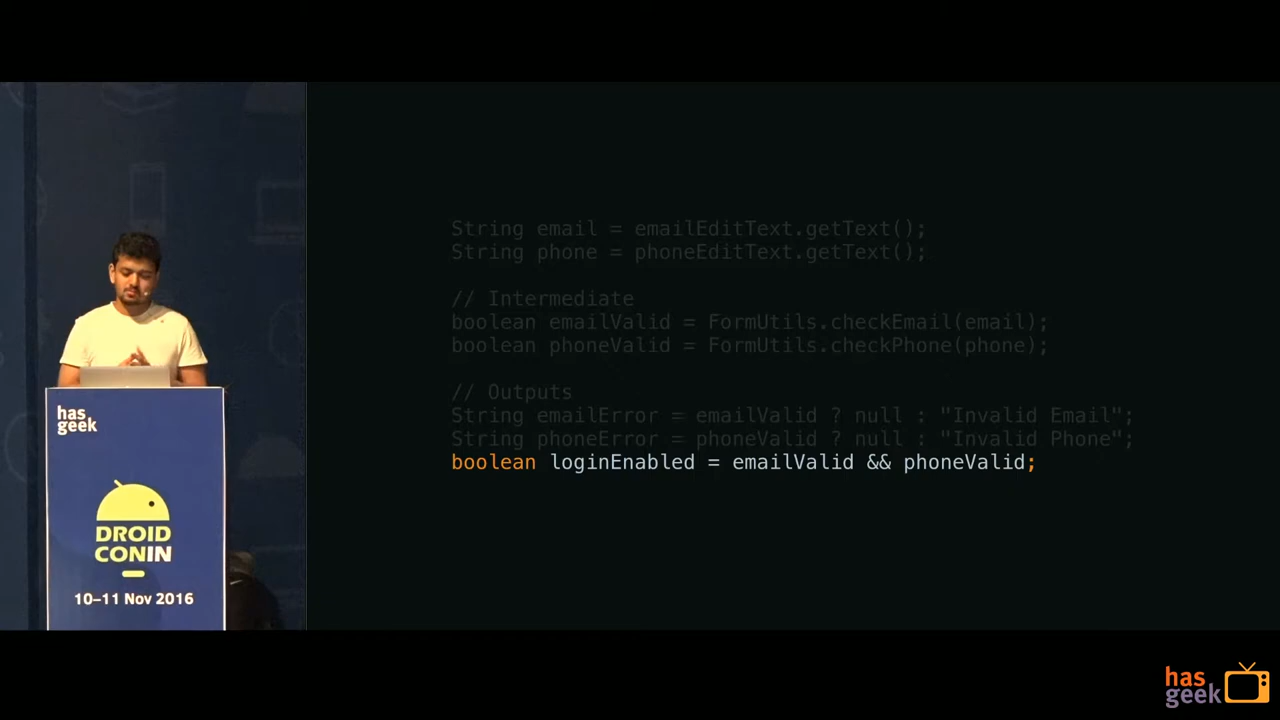 String email = emailEditText.getText();
String phone = phoneEditText.getText();
// Intermediate
boolean emailValid = FormUtils.checkEmail(email);
boolean phoneValid = FormUtils.checkPhone(phone);
// Outputs
String emailError = emailValid ? null : "Invalid Email";
String phoneError = phoneValid ? null : "Invalid Phone";
boolean loginEnabled = emailValid && phoneValid;
has
geek
DROID
CONIN
10–11 Nov 2016
has
geek